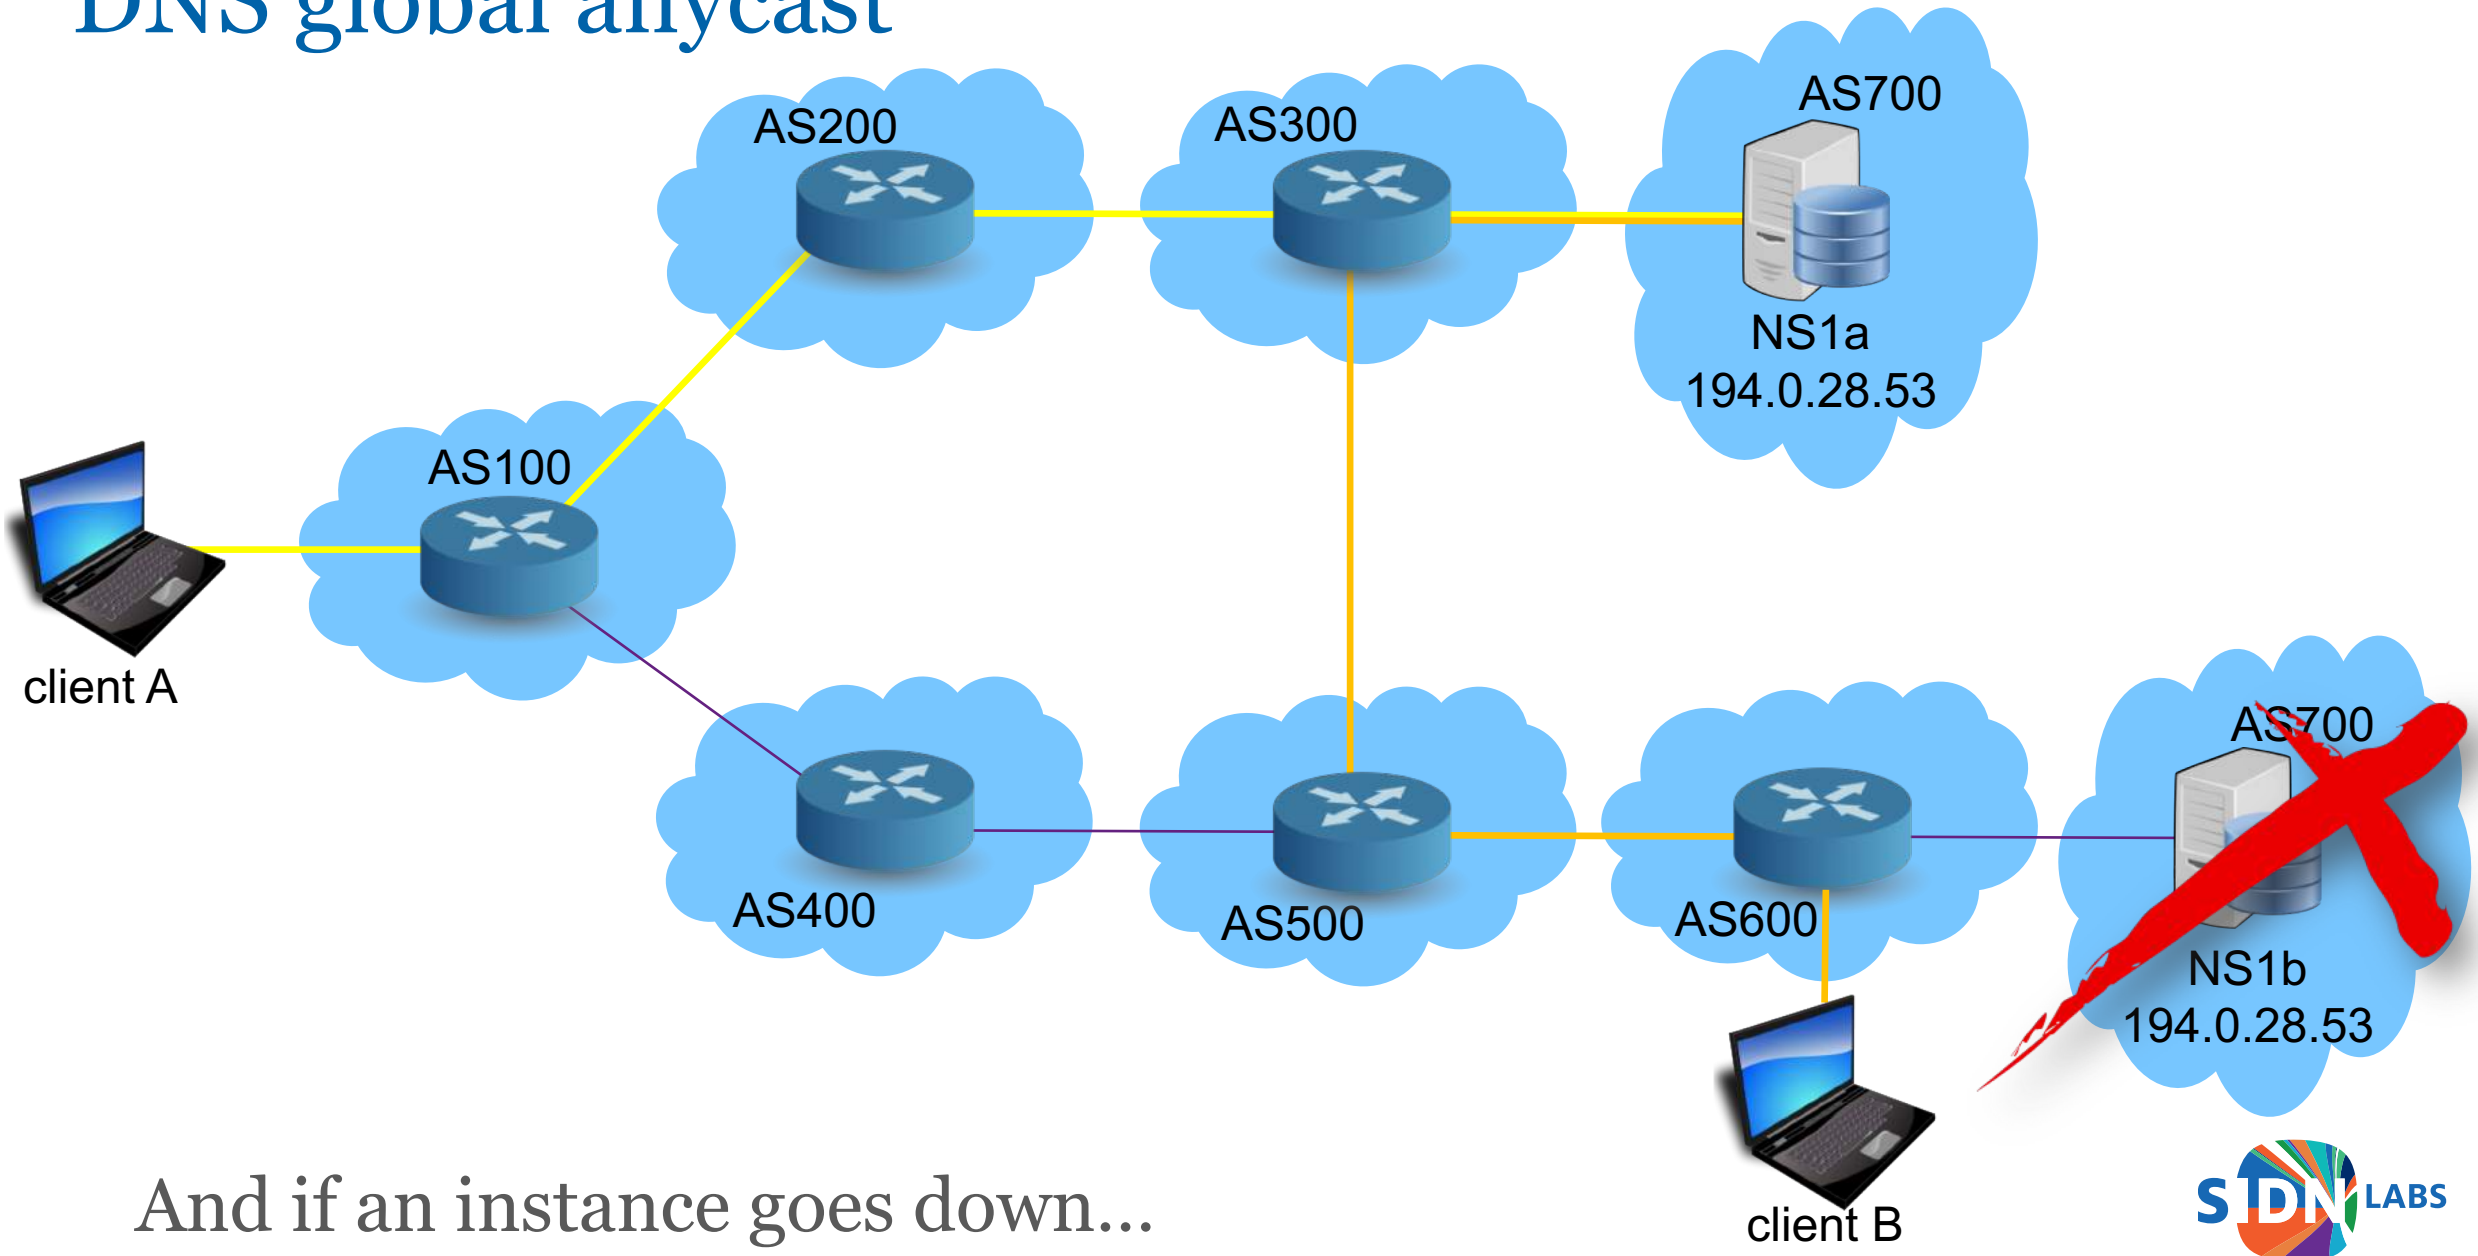 DNS global anycast
AS200
AS300
AS700
NS1a
194.0.28.53
AS100
client A
AS700
AS400
AS500
AS600
NS1b
194.0.28.53
And if an instance goes down...
client B
SIDN LABS